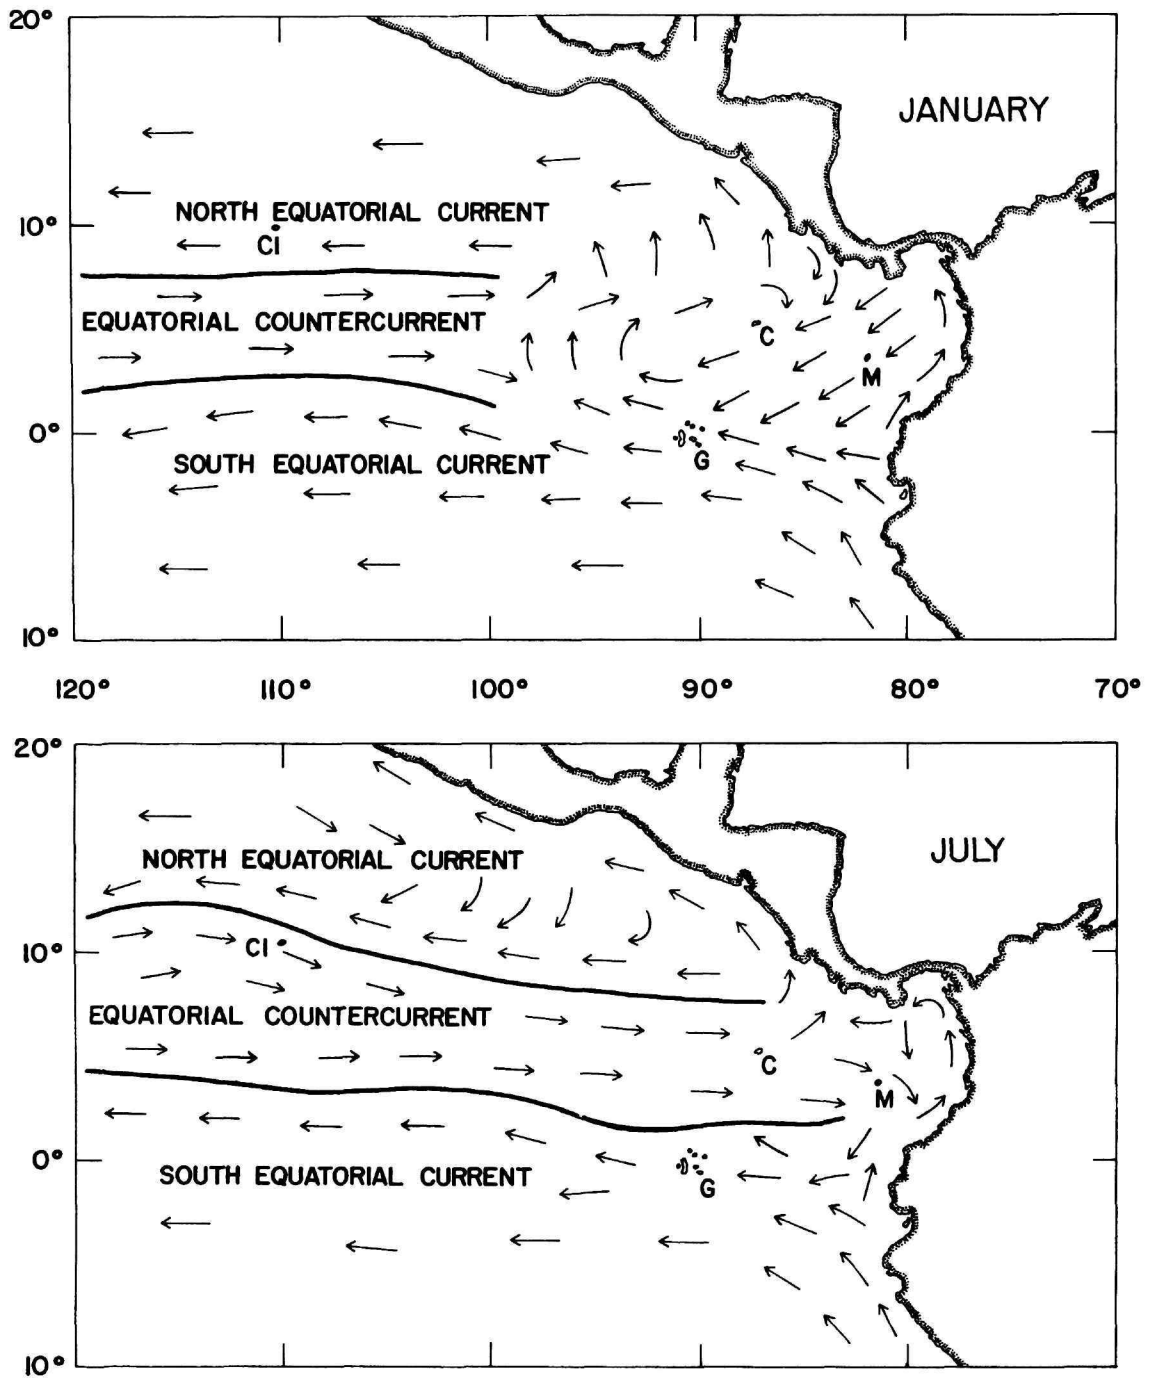 20°
JANUARY
NORTH EQUATORIAL CURRENT
10°
CI
EQUATORIAL COUNTERCURRENT
C
M
0°
SOUTH EQUATORIAL CURRENT
G
10°
120° 110° 100° 90° 80° 70°
20°
JULY
NORTH EQUATORIAL CURRENT
CI
10°
EQUATORIAL COUNTERCURRENT
C
M
0°
SOUTH EQUATORIAL CURRENT
G
10°